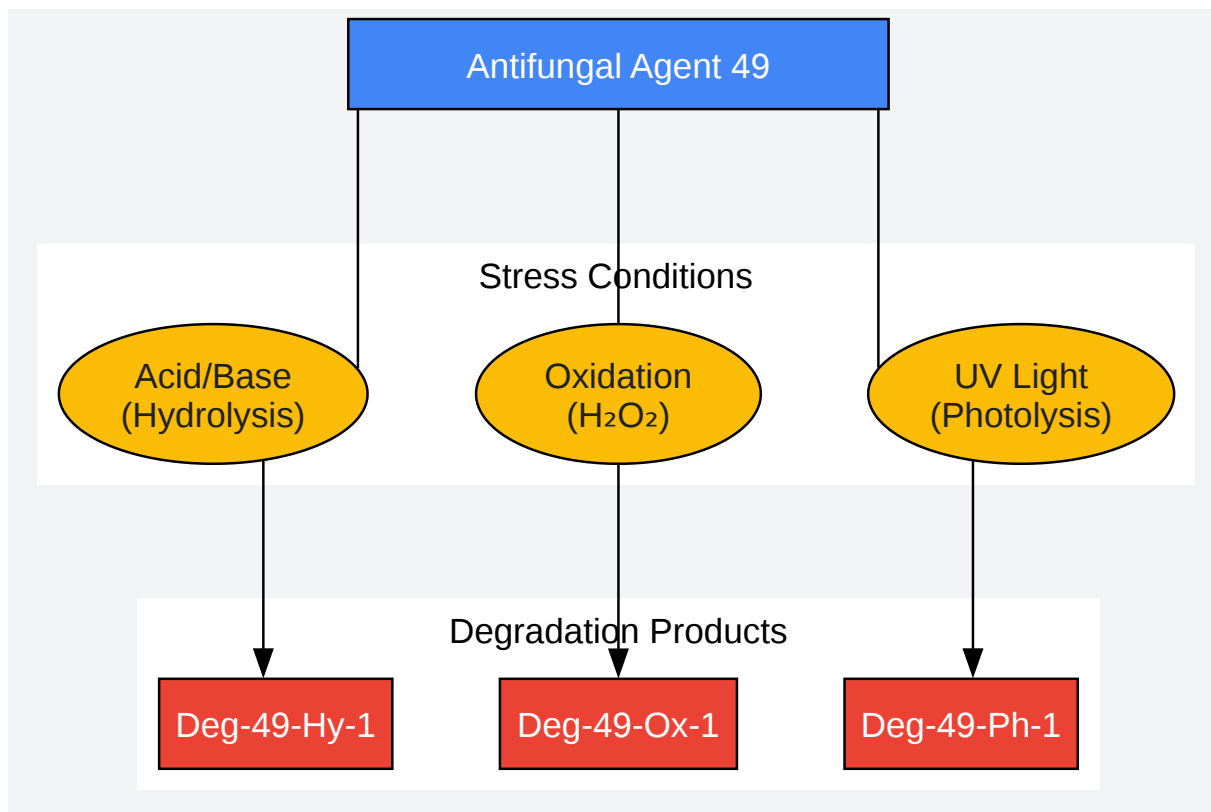 Antifungal Agent 49
Stress Conditions
Acid/Base
(Hydrolysis)
Oxidation
(H₂O₂)
UV Light
(Photolysis)
Degradation Products
Deg-49-Hy-1
Deg-49-Ox-1
Deg-49-Ph-1